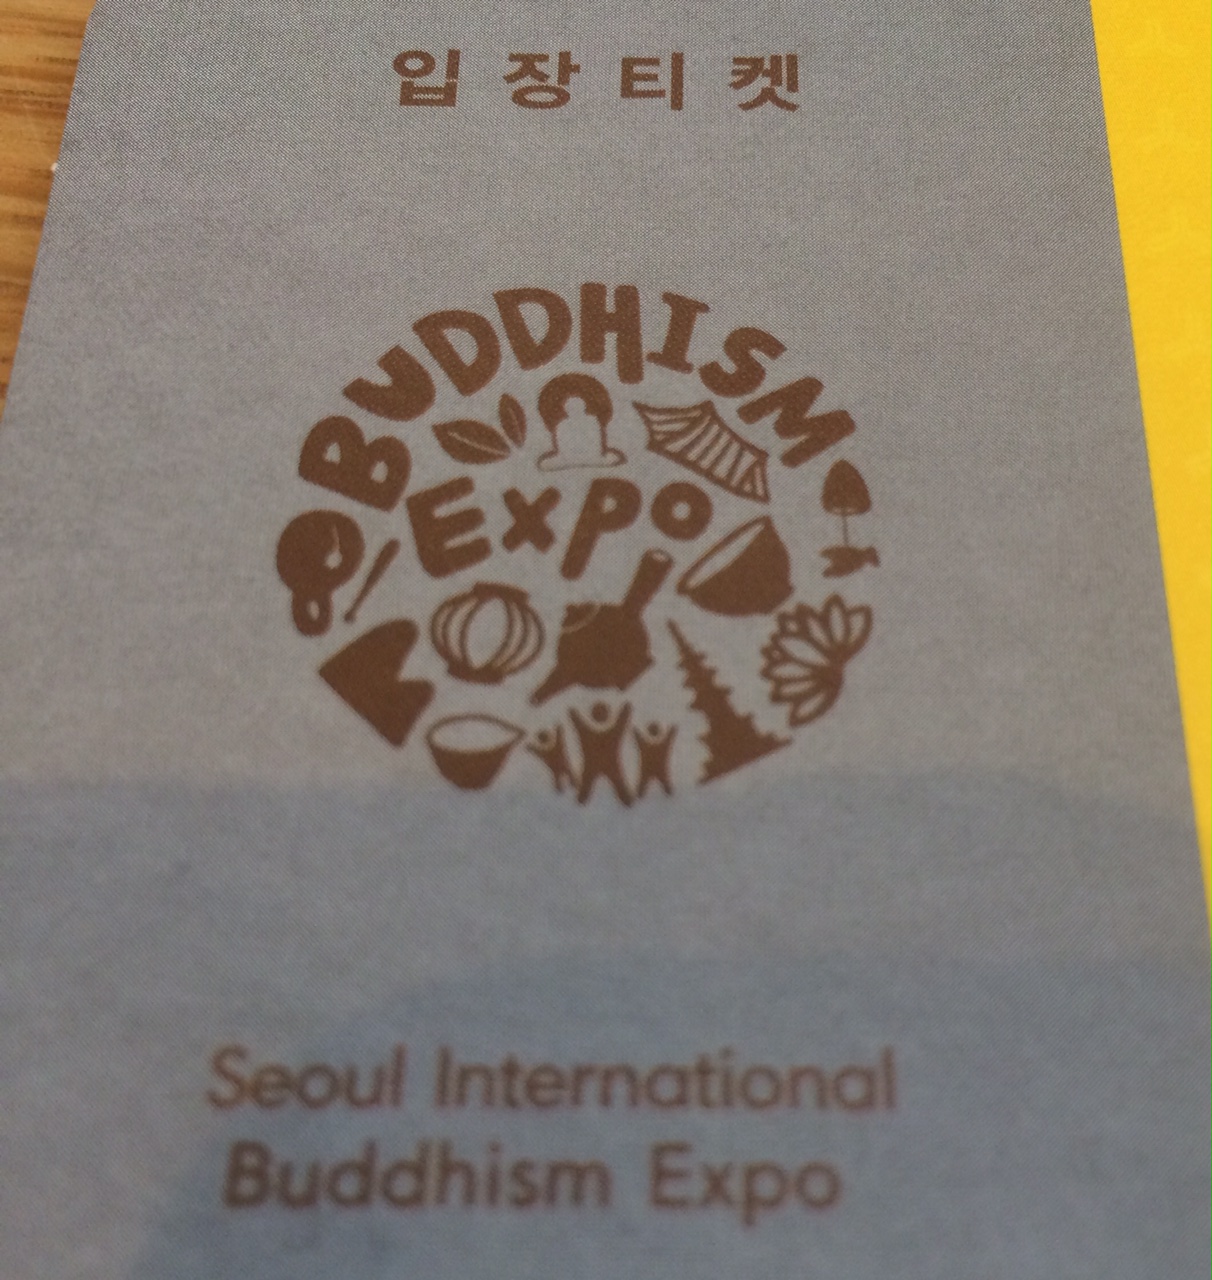 입장티켓
BUDDHISM
EXPO
Seoul International
Buddhism Expo